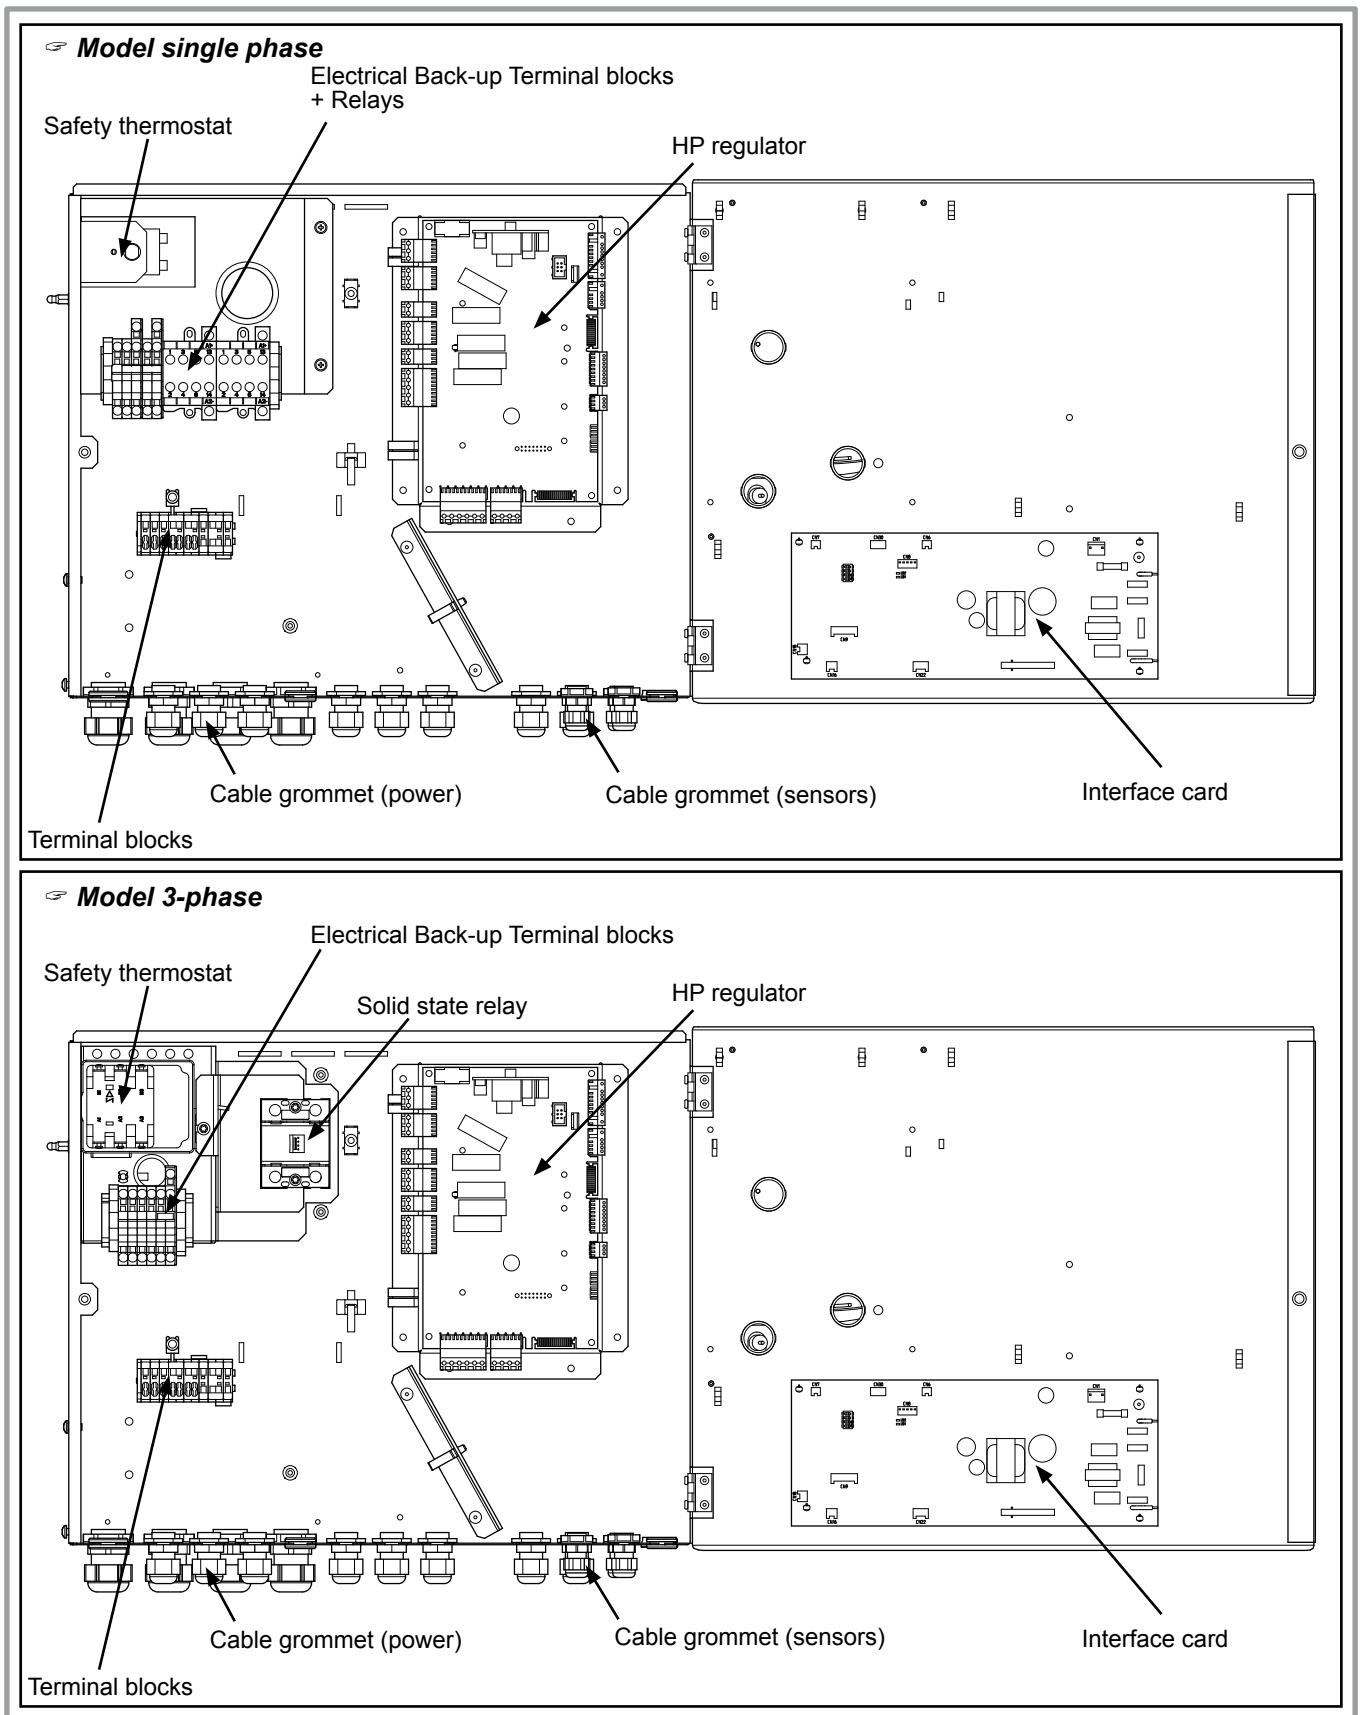 ☞ Model single phase
Electrical Back-up Terminal blocks
+ Relays
Safety thermostat
HP regulator
Cable grommet (power)
Cable grommet (sensors)
Interface card
Terminal blocks
☞ Model 3-phase
Electrical Back-up Terminal blocks
Safety thermostat
Solid state relay
HP regulator
Cable grommet (power)
Cable grommet (sensors)
Interface card
Terminal blocks